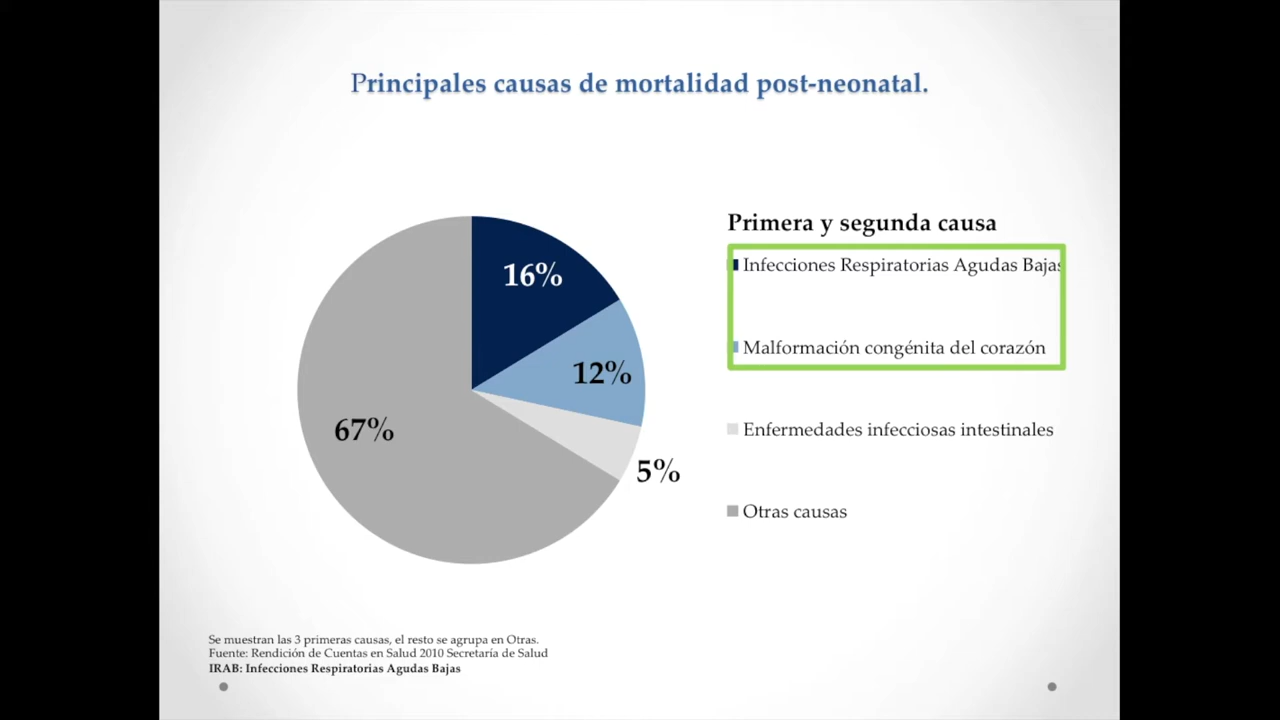 Principales causas de mortalidad post-neonatal.
Primera y segunda causa
Infecciones Respiratorias Agudas Bajas
Malformación congénita del corazón
Enfermedades infecciosas intestinales
Otras causas
16%
12%
67%
5%
Se muestran las 3 primeras causas, el resto se agrupa en Otras.
Fuente: Rendición de Cuentas en Salud 2010 Secretaría de Salud
IRAB: Infecciones Respiratorias Agudas Bajas